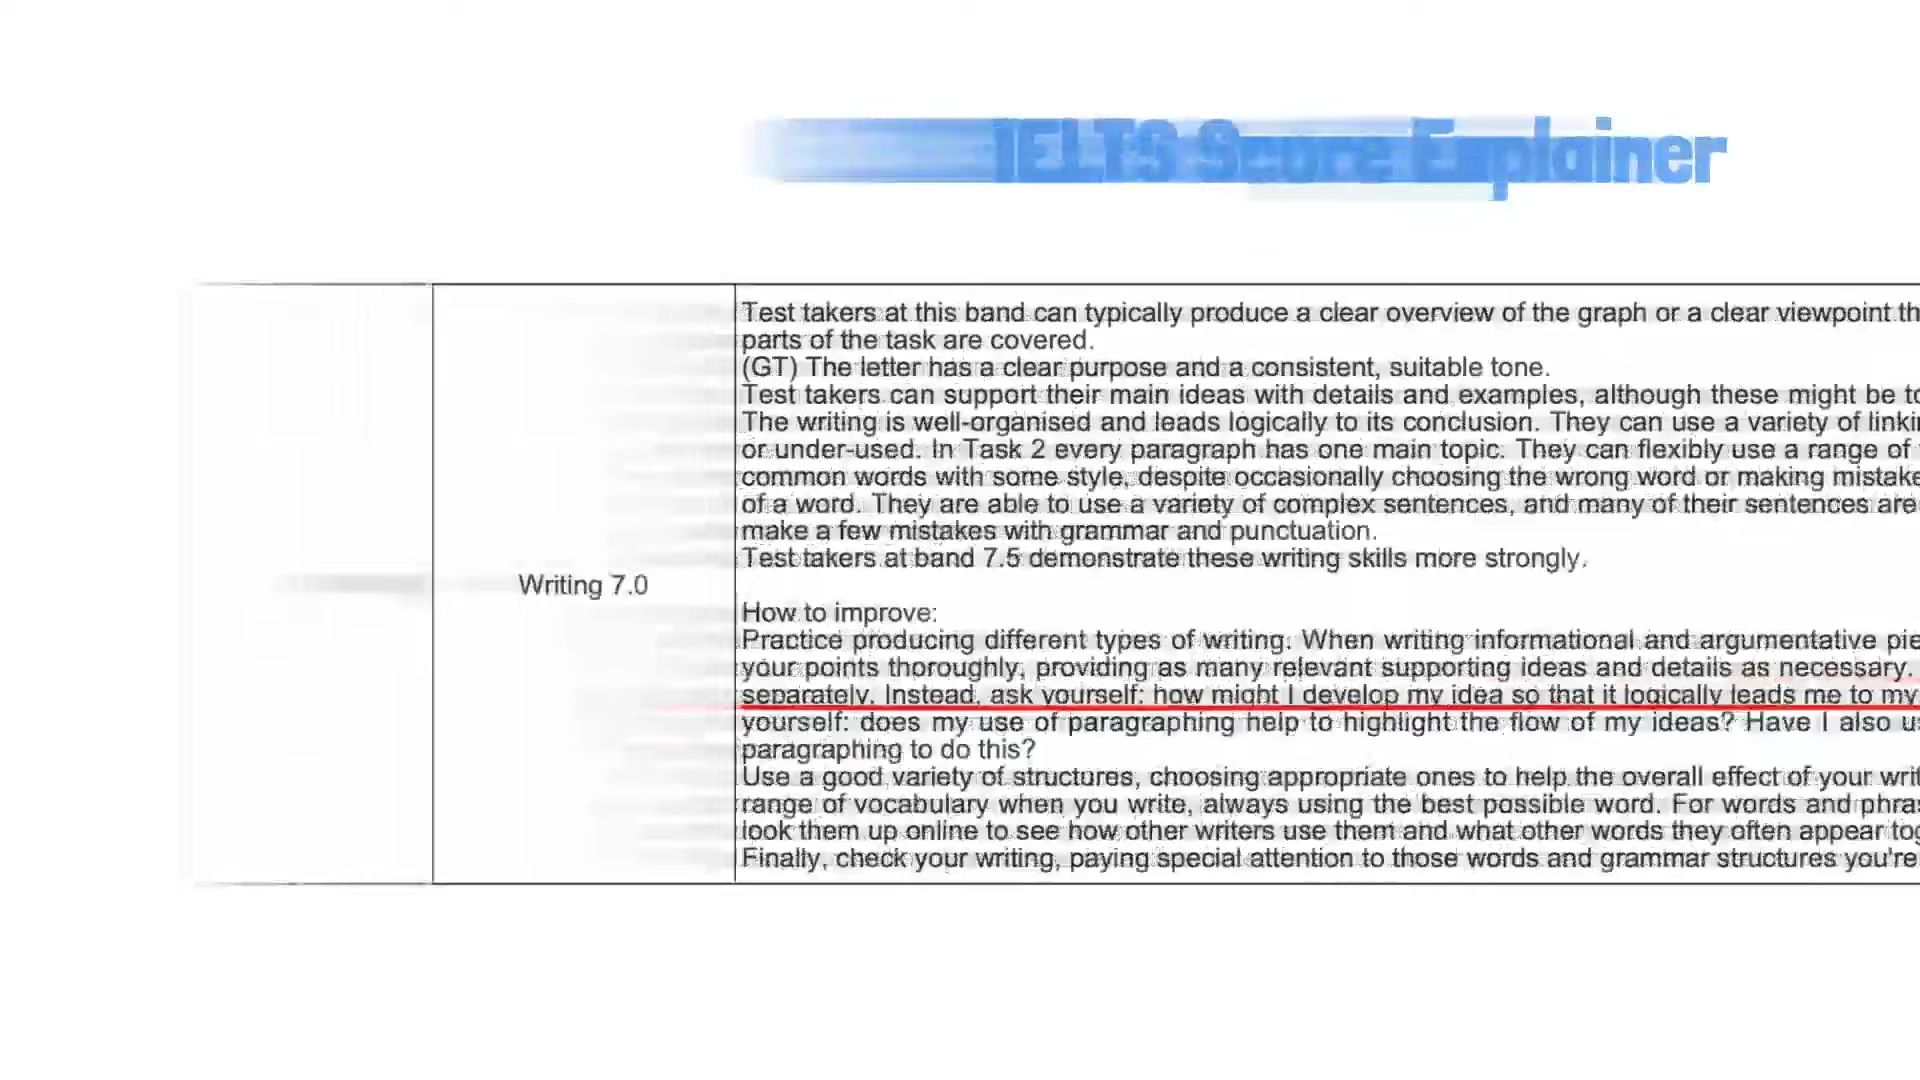 IELTS Score Explainer
Writing 7.0
Test takers at this band can typically produce a clear overview of the graph or a clear viewpoint th
parts of the task are covered.
(GT) The letter has a clear purpose and a consistent, suitable tone.
Test takers can support their main ideas with details and examples, although these might be to
The writing is well-organised and leads logically to its conclusion. They can use a variety of linki
or under-used. In Task 2 every paragraph has one main topic. They can flexibly use a range of
common words with some style, despite occasionally choosing the wrong word or making mistake
of a word. They are able to use a variety of complex sentences, and many of their sentences are
make a few mistakes with grammar and punctuation.
Test takers at band 7.5 demonstrate these writing skills more strongly.
How to improve:
Practice producing different types of writing. When writing informational and argumentative pie
your points thoroughly, providing as many relevant supporting ideas and details as necessary.
separately. Instead, ask yourself: how might I develop my idea so that it logically leads me to my
yourself: does my use of paragraphing help to highlight the flow of my ideas? Have I also us
paragraphing to do this?
Use a good variety of structures, choosing appropriate ones to help the overall effect of your writ
range of vocabulary when you write, always using the best possible word. For words and phras
look them up online to see how other writers use them and what other words they often appear tog
Finally, check your writing, paying special attention to those words and grammar structures you're